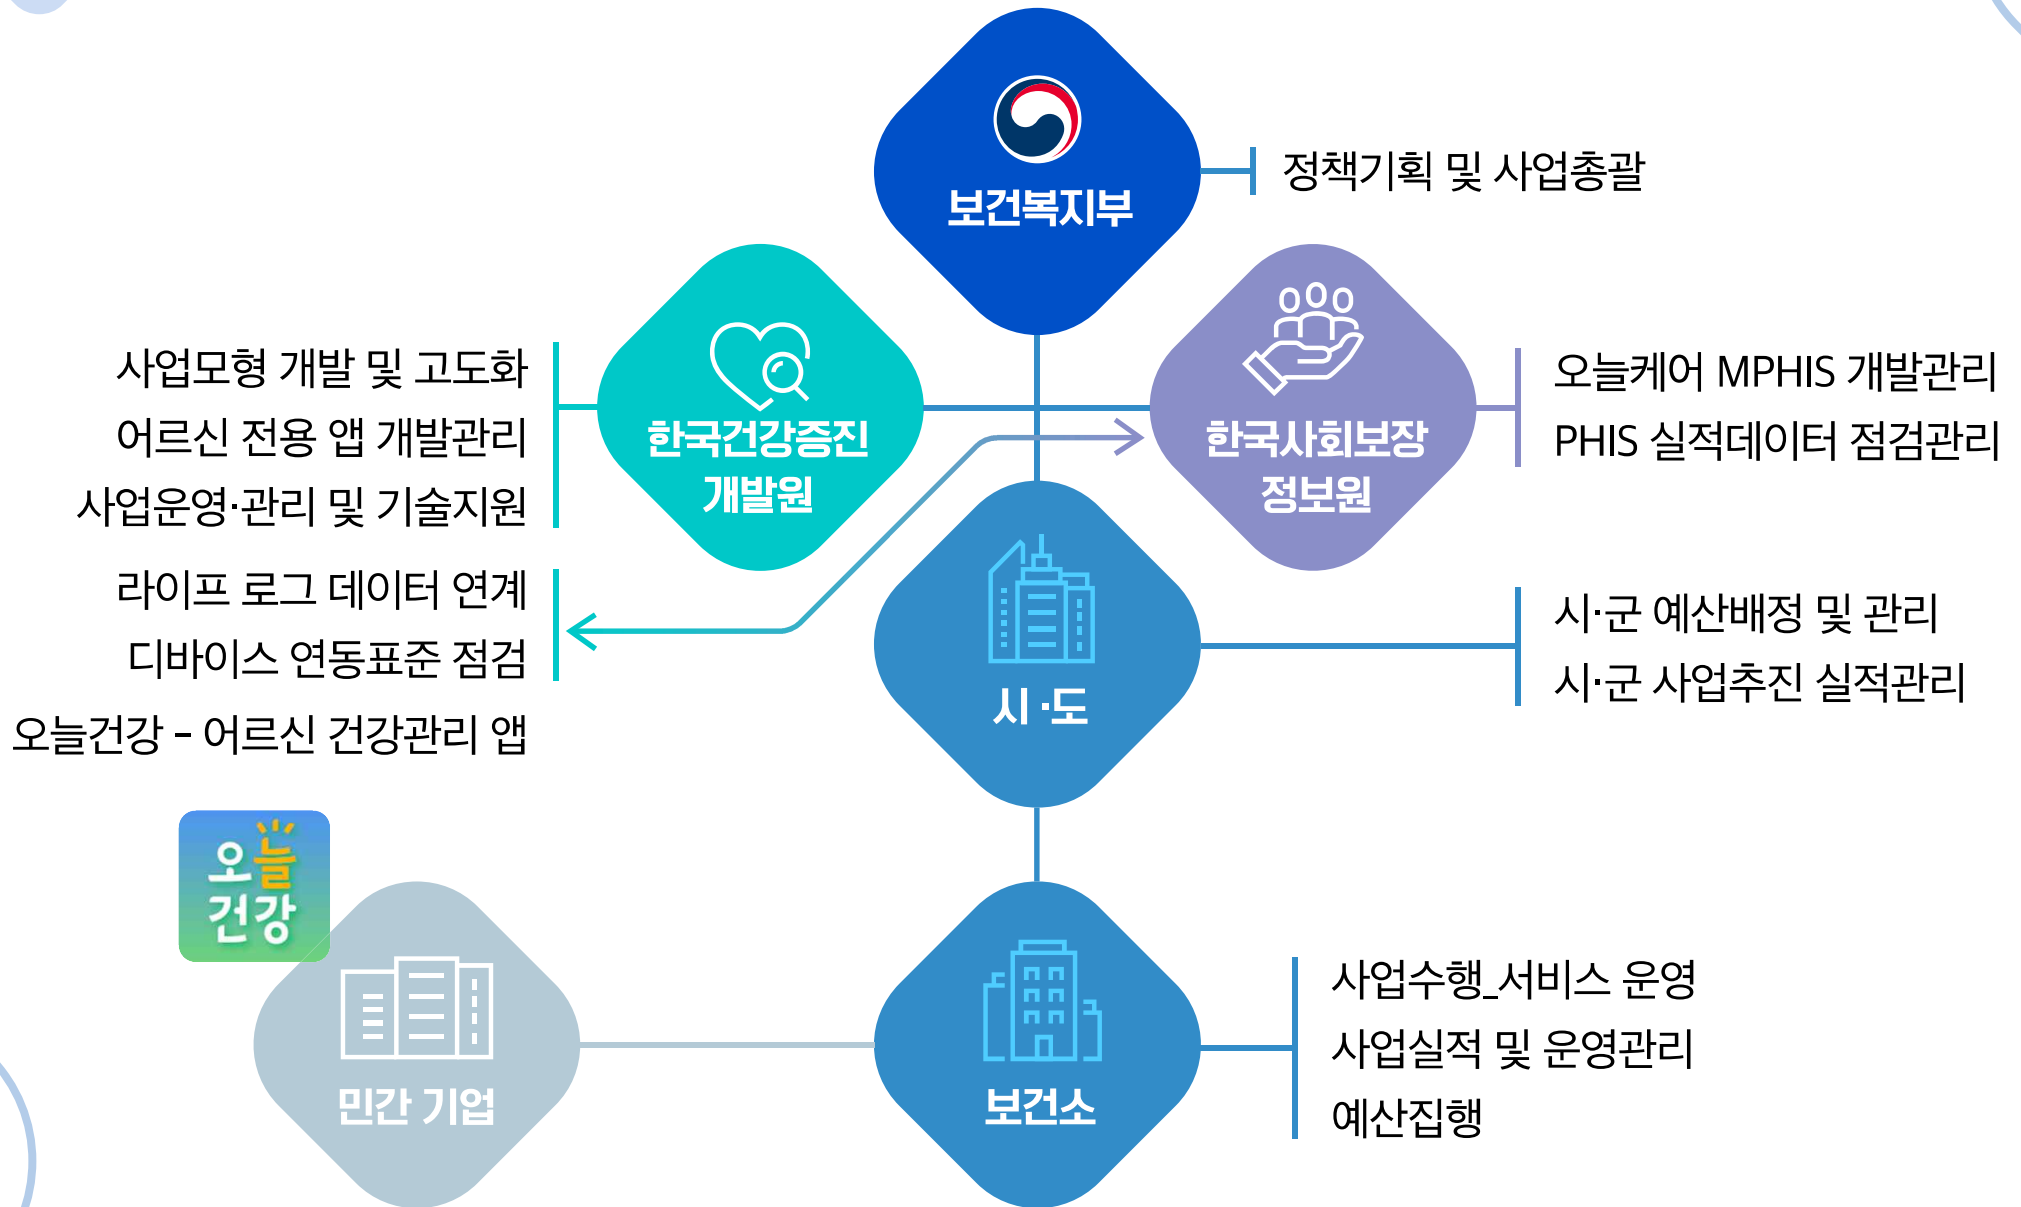 보건복지부
정책기획 및 사업총괄
한국건강증진
개발원
사업모형 개발 및 고도화
어르신 전용 앱 개발관리
사업운영·관리 및 기술지원
한국사회보장
정보원
오늘케어 MPHIS 개발관리
PHIS 실적데이터 점검관리
라이프 로그 데이터 연계
디바이스 연동표준 점검
오늘건강 - 어르신 건강관리 앱
시·도
시·군 예산배정 및 관리
시·군 사업추진 실적관리
오늘
건강
민간 기업
보건소
사업수행_서비스 운영
사업실적 및 운영관리
예산집행